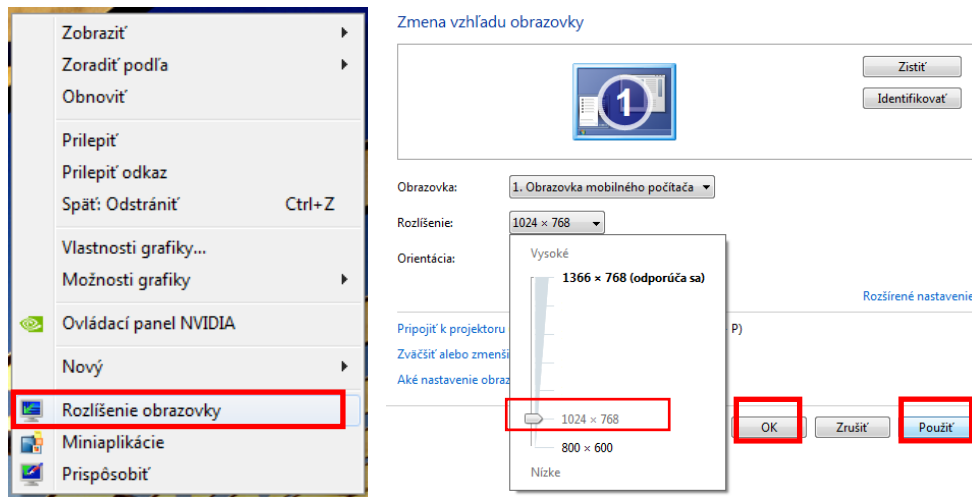 Zobraziť
Zoradiť podľa
Obnoviť
Prilepiť
Prilepiť odkaz
Späť: Odstrániť Ctrl+Z
Vlastnosti grafiky...
Možnosti grafiky
Ovládací panel NVIDIA
Nový
Rozlíšenie obrazovky
Miniaplikácie
Prispôsobiť
Zmena vzhľadu obrazovky
1
Zistiť
Identifikovať
Obrazovka: 1. Obrazovka mobilného počítača
Rozlíšenie: 1024 × 768
Orientácia:
Vysoké
1366 × 768 (odporúča sa)
Rozšírené nastavenie
Pripojiť k projektoru P)
Zväčšiť alebo zmenši
Aké nastavenie obraz
1024 × 768
OK Zrušiť Použiť
800 × 600
Nízke